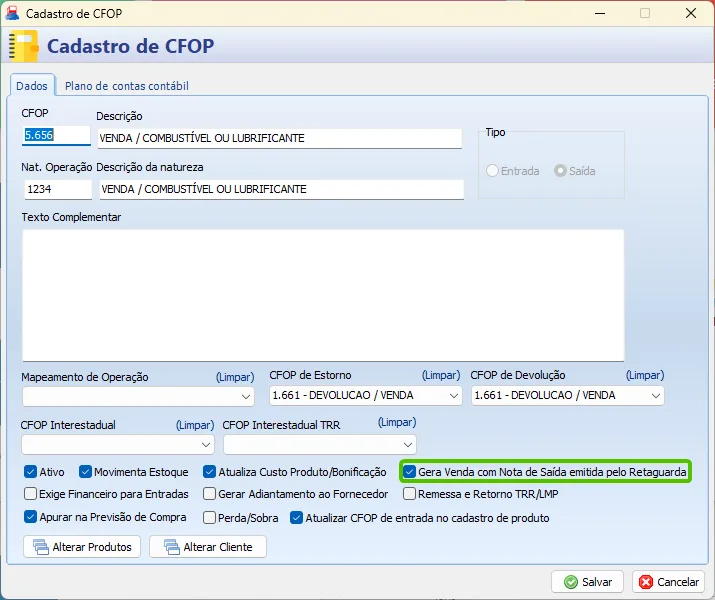 Cadastro de CFOP
Cadastro de CFOP
Dados Plano de contas contábil
CFOP Descrição
5.656 VENDA / COMBUSTÍVEL OU LUBRIFICANTE
Tipo
Entrada Saída
Nat. Operação Descrição da natureza
1234 VENDA / COMBUSTÍVEL OU LUBRIFICANTE
Texto Complementar
Mapeamento de Operação (Limpar) CFOP de Estorno (Limpar) CFOP de Devolução (Limpar)
1.661 - DEVOLUCAO / VENDA 1.661 - DEVOLUCAO / VENDA
CFOP Interestadual (Limpar) CFOP Interestadual TRR (Limpar)
Ativo Movimenta Estoque Atualiza Custo Produto/Bonificação Gera Venda com Nota de Saída emitida pelo Retaguarda
Exige Financeiro para Entradas Gerar Adiantamento ao Fornecedor Remessa e Retorno TRR/LMP
Apurar na Previsão de Compra Perda/Sobra Atualizar CFOP de entrada no cadastro de produto
Alterar Produtos Alterar Cliente
Salvar Cancelar